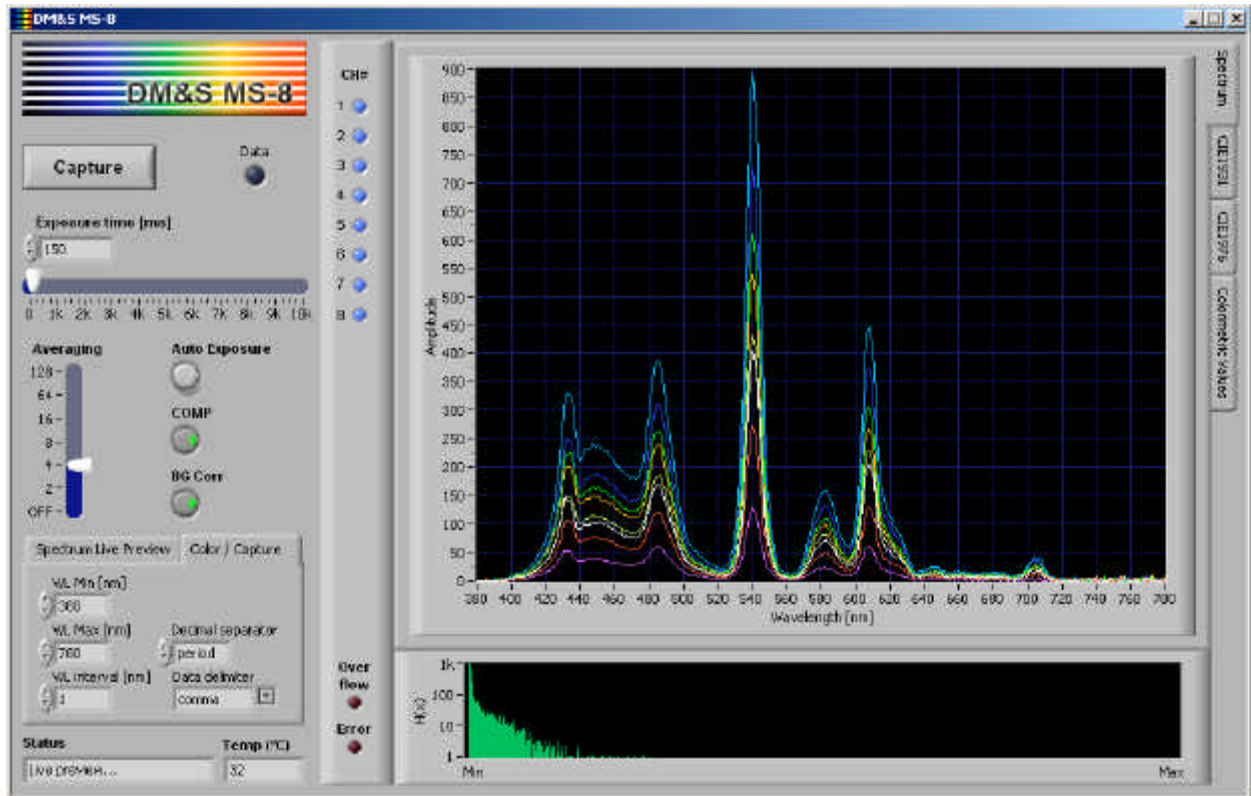 DM&S MS-8
DM&S MS-8
Capture
Data
Exposure time [ms]
150
0 1k 2k 3k 4k 5k 6k 7k 8k 9k 10k
Averaging
128
64
16
8
4
2
OFF
Auto Exposure
COMP
BG Corr
Spectrum Live Preview
Color / Capture
WL Min [nm]
WL Max [nm]
Decimal separator
period
WL interval [nm]
Data delimiter
1
comma
Status
Temp (°C)
Live preview...
32
CH#
1
2
3
4
5
6
7
8
Over
flow
Error
900
850
800
750
700
650
600
550
500
450
400
350
300
250
200
150
100
50
0
Amplitude
380 400 420 440 460 480 500 520 540 560 580 600 620 640 660 680 700 720 740 760 780
Wavelength [nm]
Spectrum
CIE1931
CIE1976
Colormetric Values
H(x)
1k
100
10
1
Min
Max